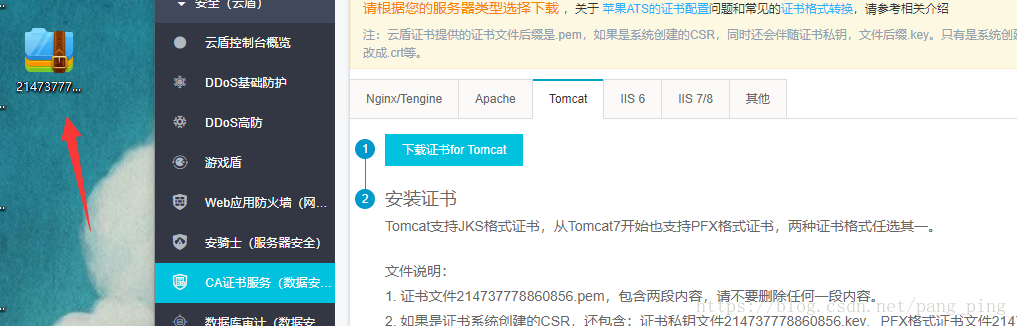 安全（云盾）
云盾控制台概览
DDoS基础防护
DDoS高防
游戏盾
Web应用防火墙（网...
安骑士（服务器安全）
CA证书服务（数据安...
数据库审计（数据安
21473777...
请根据您的服务器类型选择下载 ，关于 苹果ATS的证书配置问题和常见的证书格式转换，请参考相关介绍
注：云盾证书提供的证书文件后缀是.pem，如果是系统创建的CSR，同时还会伴随证书私钥，文件后缀.key。只有是系统创
改成.crt等。
Nginx/Tengine Apache Tomcat IIS 6 IIS 7/8 其他
1 下载证书for Tomcat
2 安装证书
Tomcat支持JKS格式证书，从Tomcat7开始也支持PFX格式证书，两种证书格式任选其一。
文件说明：
1. 证书文件214737778860856.pem，包含两段内容，请不要删除任何一段内容。
2. 如果是证书系统创建的CSR，还包含：证书私钥文件214737778860856.key、PFX格式证书文件2147
https://blog.csdn.net/pang_ping